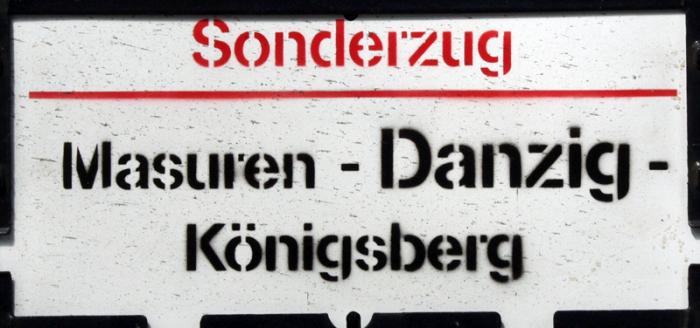 Sonderzug
Masuren - Danzig -
Königsberg